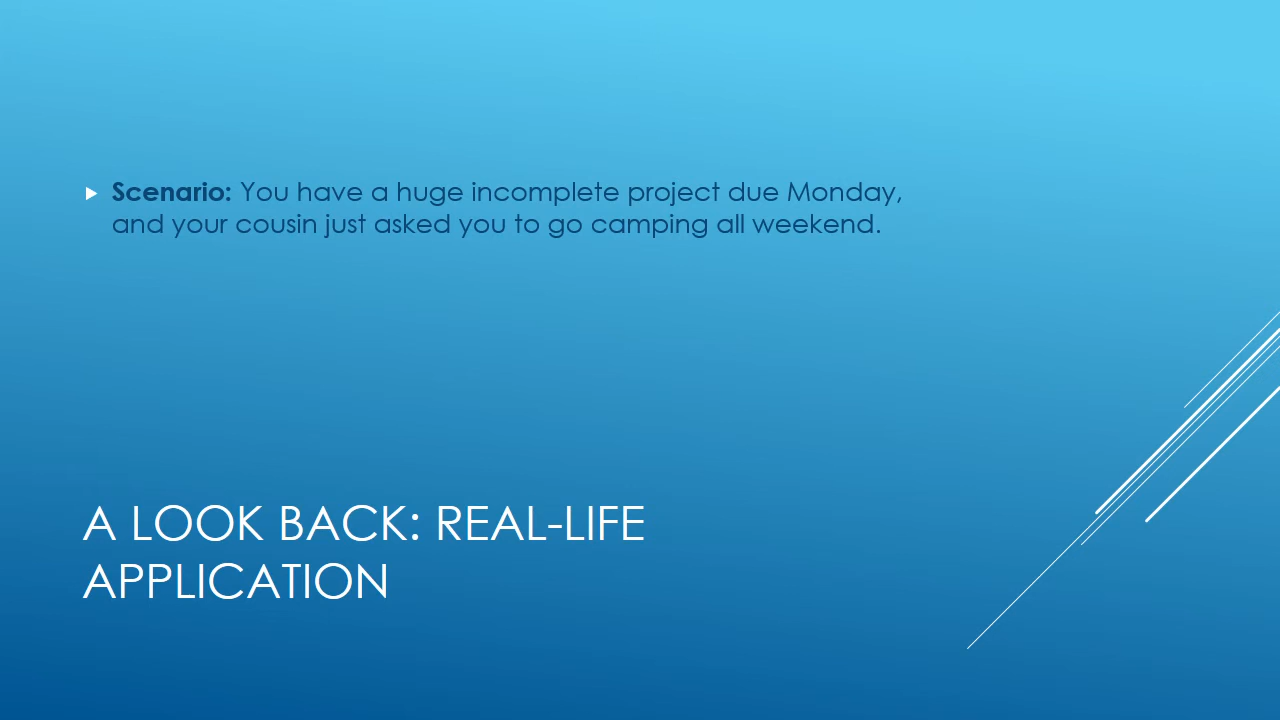 Scenario: You have a huge incomplete project due Monday,
and your cousin just asked you to go camping all weekend.
A LOOK BACK: REAL-LIFE
APPLICATION